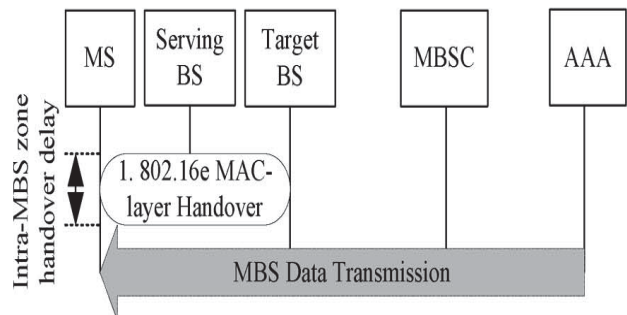 MS
Serving
BS
Target
BS
MBSC
AAA
Intra-MBS zone
handover delay
1. 802.16e MAC-
layer Handover
MBS Data Transmission